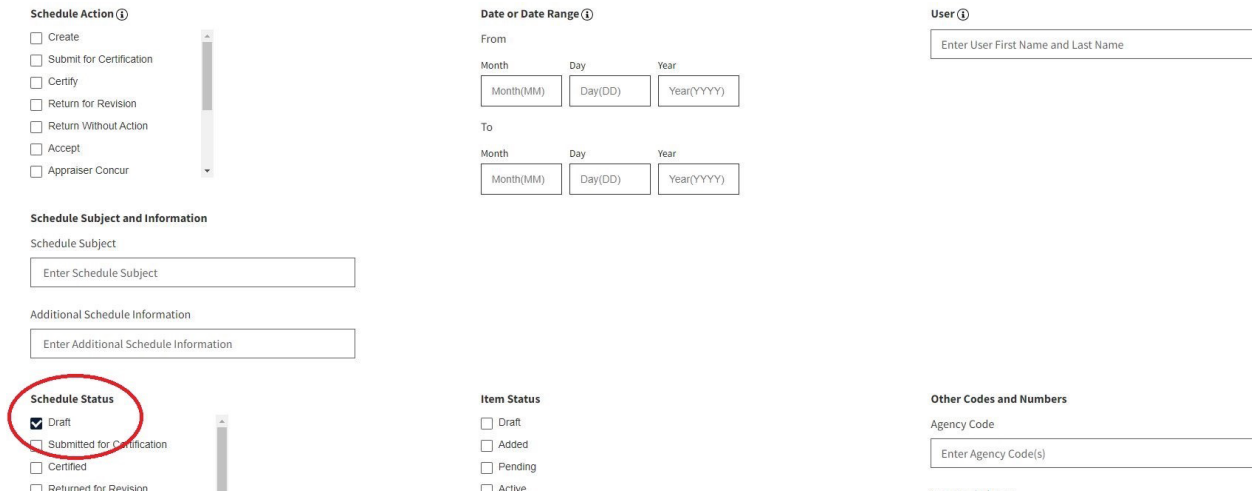 Schedule Action
Create
Submit for Certification
Certify
Return for Revision
Return Without Action
Accept
Appraiser Concur
Date or Date Range
From
Month Day Year
Month(MM) Day(DD) Year(YYYY)
To
Month Day Year
Month(MM) Day(DD) Year(YYYY)
User
Enter User First Name and Last Name
Schedule Subject and Information
Schedule Subject
Enter Schedule Subject
Additional Schedule Information
Enter Additional Schedule Information
Schedule Status
Draft
Submitted for Certification
Certified
Returned for Revision
Item Status
Draft
Added
Pending
Active
Other Codes and Numbers
Agency Code
Enter Agency Code(s)